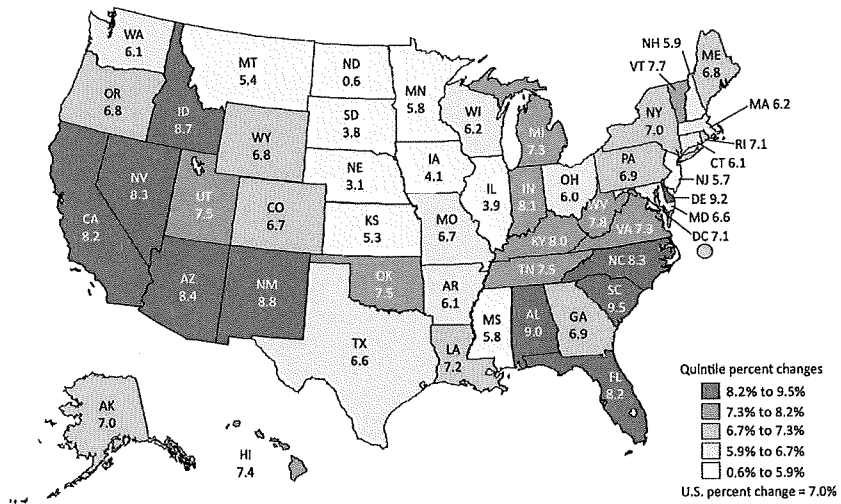 WA
6.1
OR
6.8
CA
8.2
NV
8.3
ID
8.7
MT
5.4
WY
6.8
UT
7.5
AZ
8.4
CO
6.7
NM
8.8
ND
0.6
SD
3.8
NE
3.1
KS
5.3
OK
7.5
TX
6.6
MN
5.8
IA
4.1
MO
6.7
AR
6.1
LA
7.2
WI
6.2
IL
3.9
MS
5.8
MI
7.3
IN
8.1
OH
6.0
KY 8.0
TN 7.5
AL
9.0
GA
6.9
FL
8.2
SC
9.5
NC 8.3
VA 7.3
WV
7.8
PA
6.9
NY
7.0
ME
6.8
NH 5.9
VT 7.7
MA 6.2
RI 7.1
CT 6.1
NJ 5.7
DE 9.2
MD 6.6
DC 7.1
AK
7.0
HI
7.4
Quintile percent changes
8.2% to 9.5%
7.3% to 8.2%
6.7% to 7.3%
5.9% to 6.7%
0.6% to 5.9%
U.S. percent change = 7.0%